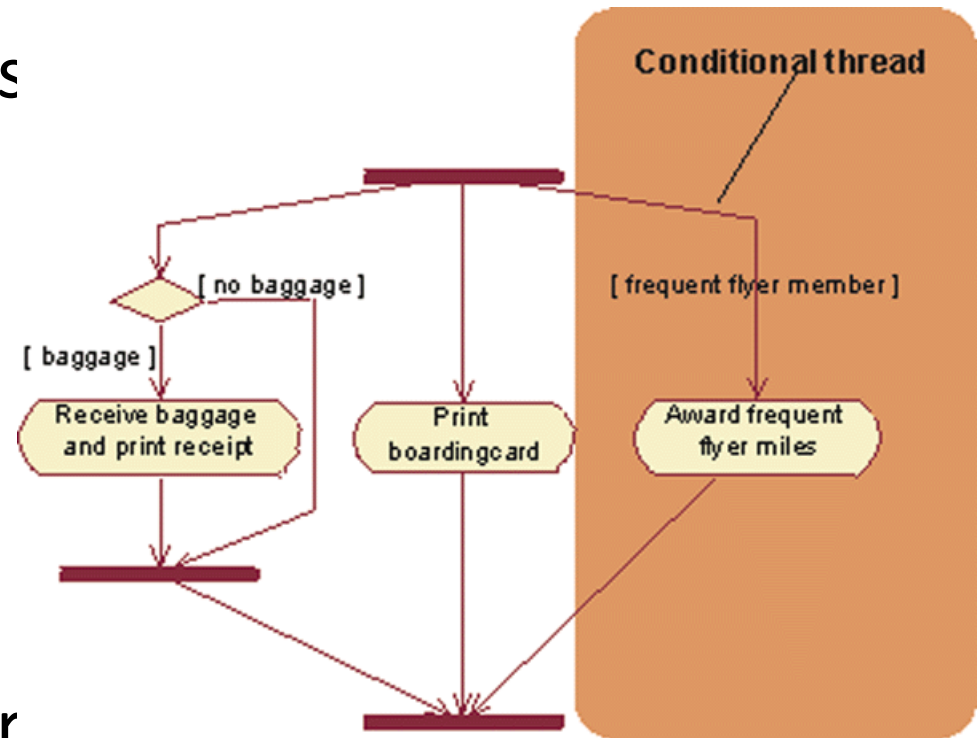 s
Conditional thread
[ no baggage ]
[ frequent flyer member ]
[ baggage ]
Receive baggage
and print receipt
Print
boardingcard
Award frequent
flyer miles